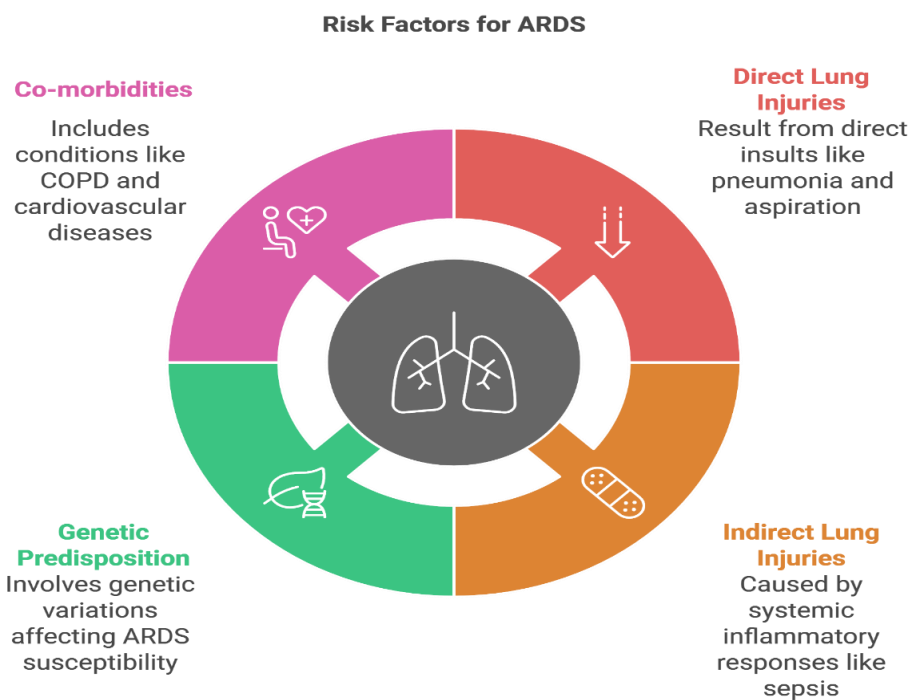 Risk Factors for ARDS
Co-morbidities
Includes
conditions like
COPD and
cardiovascular
diseases
Direct Lung
Injuries
Result from direct
insults like
pneumonia and
aspiration
Genetic
Predisposition
Involves genetic
variations
affecting ARDS
susceptibility
Indirect Lung
Injuries
Caused by
systemic
inflammatory
responses like
sepsis